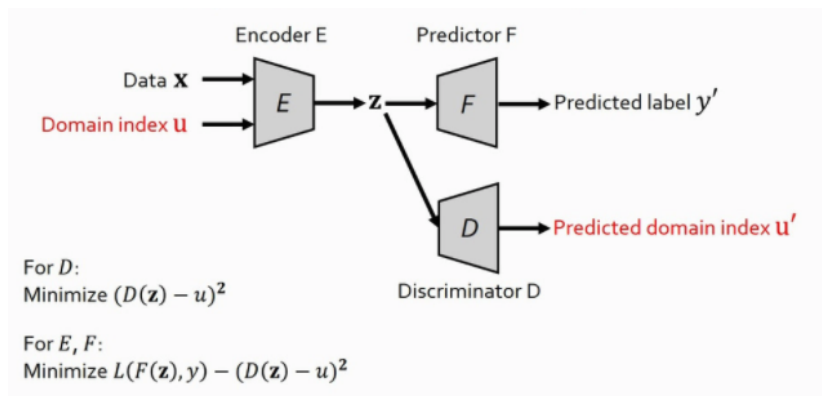 Encoder E
Predictor F
Data x
E
z
F
Predicted label y′
Domain index u
D
Predicted domain index u′
Discriminator D
For D:
Minimize (D(z) − u)²
For E, F:
Minimize L(F(z), y) − (D(z) − u)²